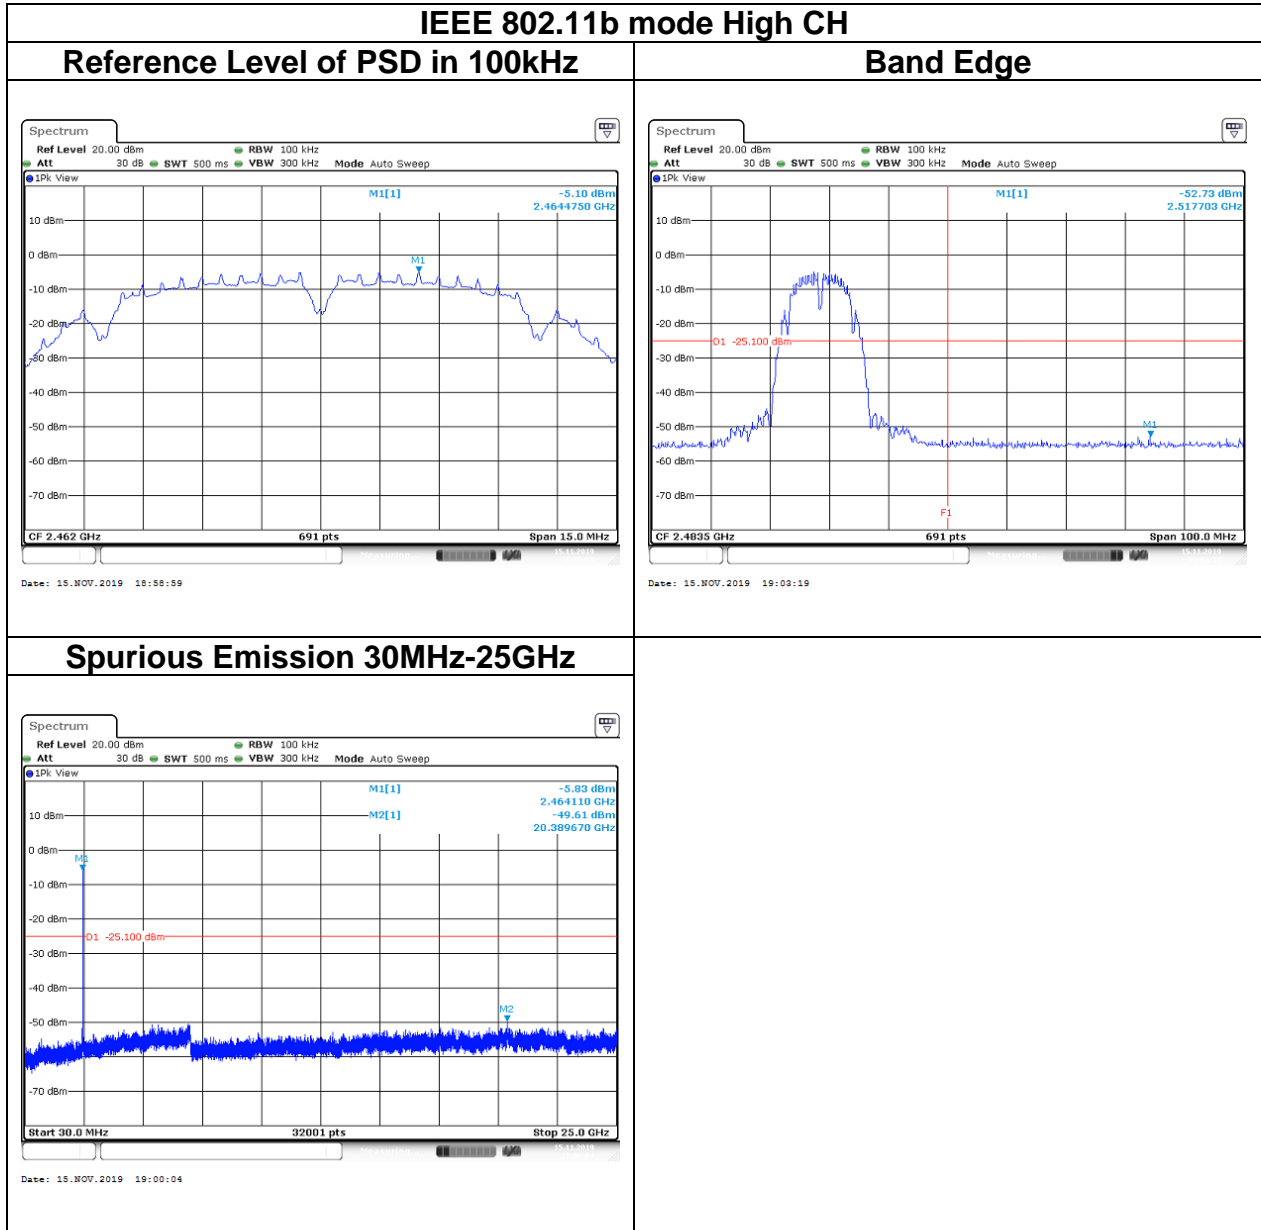 IEEE 802.11b mode High CH
Reference Level of PSD in 100kHz
Band Edge
Spectrum
Ref Level 20.00 dBm RBW 100 kHz
Att 30 dB SWT 500 ms VBW 300 kHz Mode Auto Sweep
1Pk View
M1[1] -5.10 dBm
2.4644750 GHz
10 dBm
0 dBm
M1
-10 dBm
-20 dBm
-30 dBm
-40 dBm
-50 dBm
-60 dBm
-70 dBm
CF 2.462 GHz 691 pts Span 15.0 MHz
Date: 15.NOV.2019 18:58:59
Spectrum
Ref Level 20.00 dBm RBW 100 kHz
Att 30 dB SWT 500 ms VBW 300 kHz Mode Auto Sweep
1Pk View
M1[1] -52.73 dBm
2.517703 GHz
10 dBm
0 dBm
-10 dBm
-20 dBm
D1 -25.100 dBm
-30 dBm
-40 dBm
-50 dBm
M1
-60 dBm
-70 dBm
F1
CF 2.4835 GHz 691 pts Span 100.0 MHz
Date: 15.NOV.2019 19:03:19
Spurious Emission 30MHz-25GHz
Spectrum
Ref Level 20.00 dBm RBW 100 kHz
Att 30 dB SWT 500 ms VBW 300 kHz Mode Auto Sweep
1Pk View
M1[1] -5.83 dBm
2.464110 GHz
10 dBm M2[1] -49.61 dBm
20.389670 GHz
0 dBm
M1
-10 dBm
-20 dBm
D1 -25.100 dBm
-30 dBm
-40 dBm
M2
-50 dBm
-70 dBm
Start 30.0 MHz 32001 pts Stop 25.0 GHz
Date: 15.NOV.2019 19:00:04